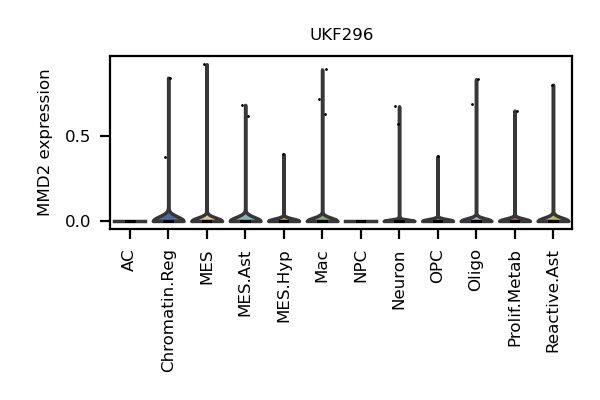 UKF296
MMD2 expression
0.5
0.0
AC
Chromatin.Reg
MES
MES.Ast
MES.Hyp
Mac
NPC
Neuron
OPC
Oligo
Prolif.Metab
Reactive.Ast